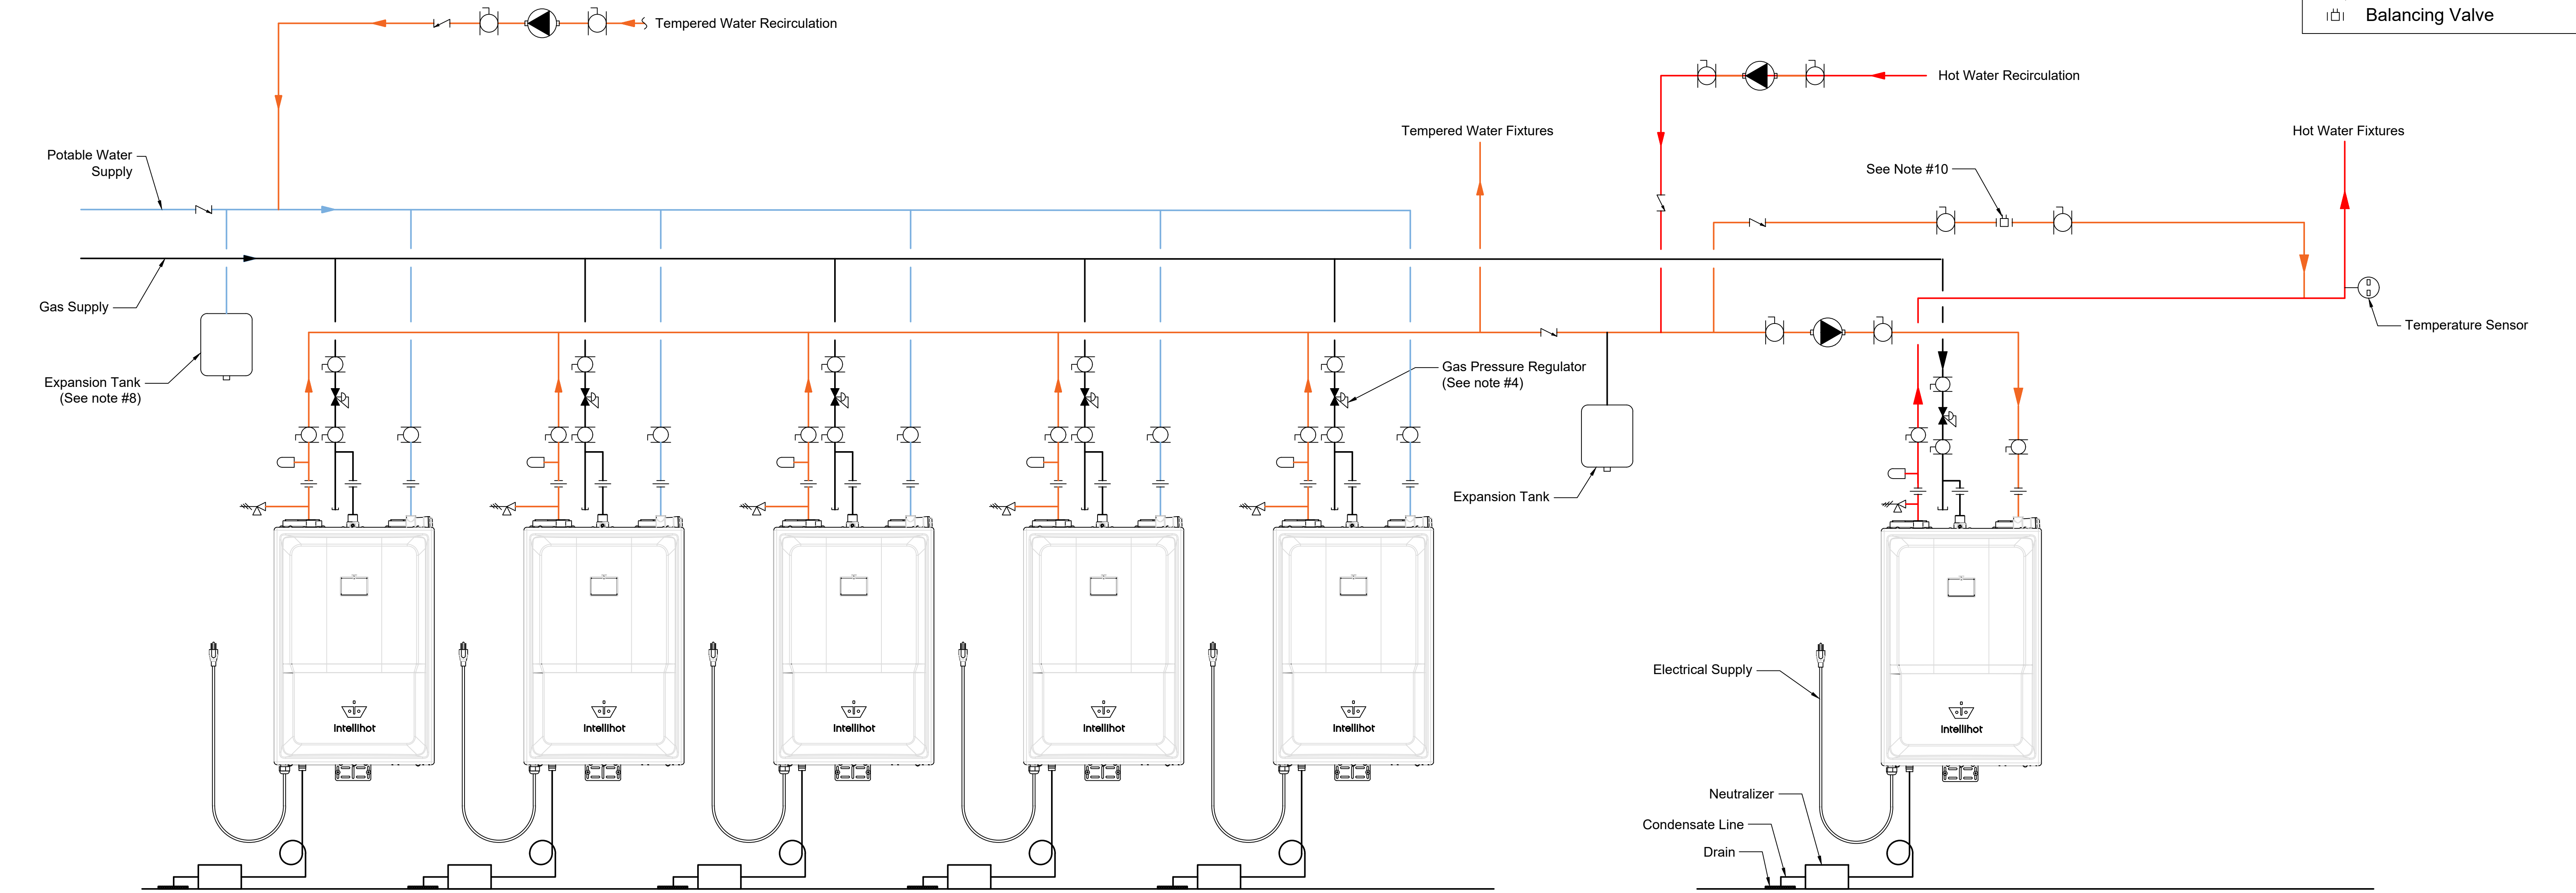 Balancing Valve
Tempered Water Recirculation
Hot Water Recirculation
Tempered Water Fixtures
Hot Water Fixtures
Potable Water
Supply
See Note #10
Gas Supply
Temperature Sensor
Expansion Tank
(See note #8)
Gas Pressure Regulator
(See note #4)
Expansion Tank
Electrical Supply
intellihot
intellihot
intellihot
intellihot
intellihot
intellihot
Neutralizer
Condensate Line
Drain